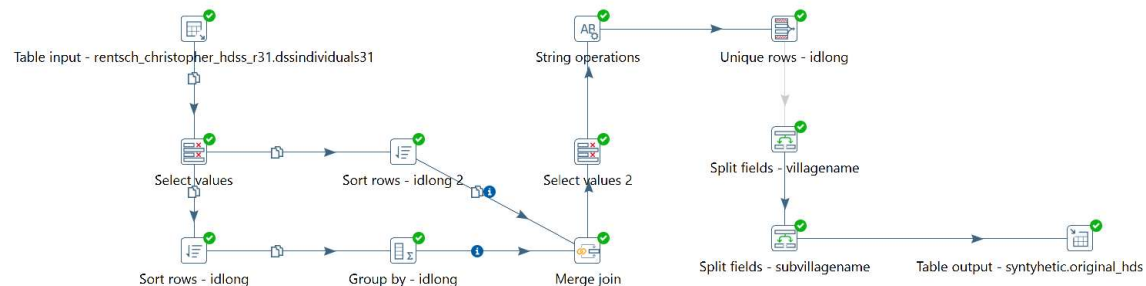 Table input - rentsch_christopher_hdss_r31.dssindividuals31
String operations
Unique rows - idlong
Select values
Sort rows - idlong 2
Select values 2
Split fields - villagename
Sort rows - idlong
Group by - idlong
Merge join
Split fields - subvillagename
Table output - syntyhetic.original_hds